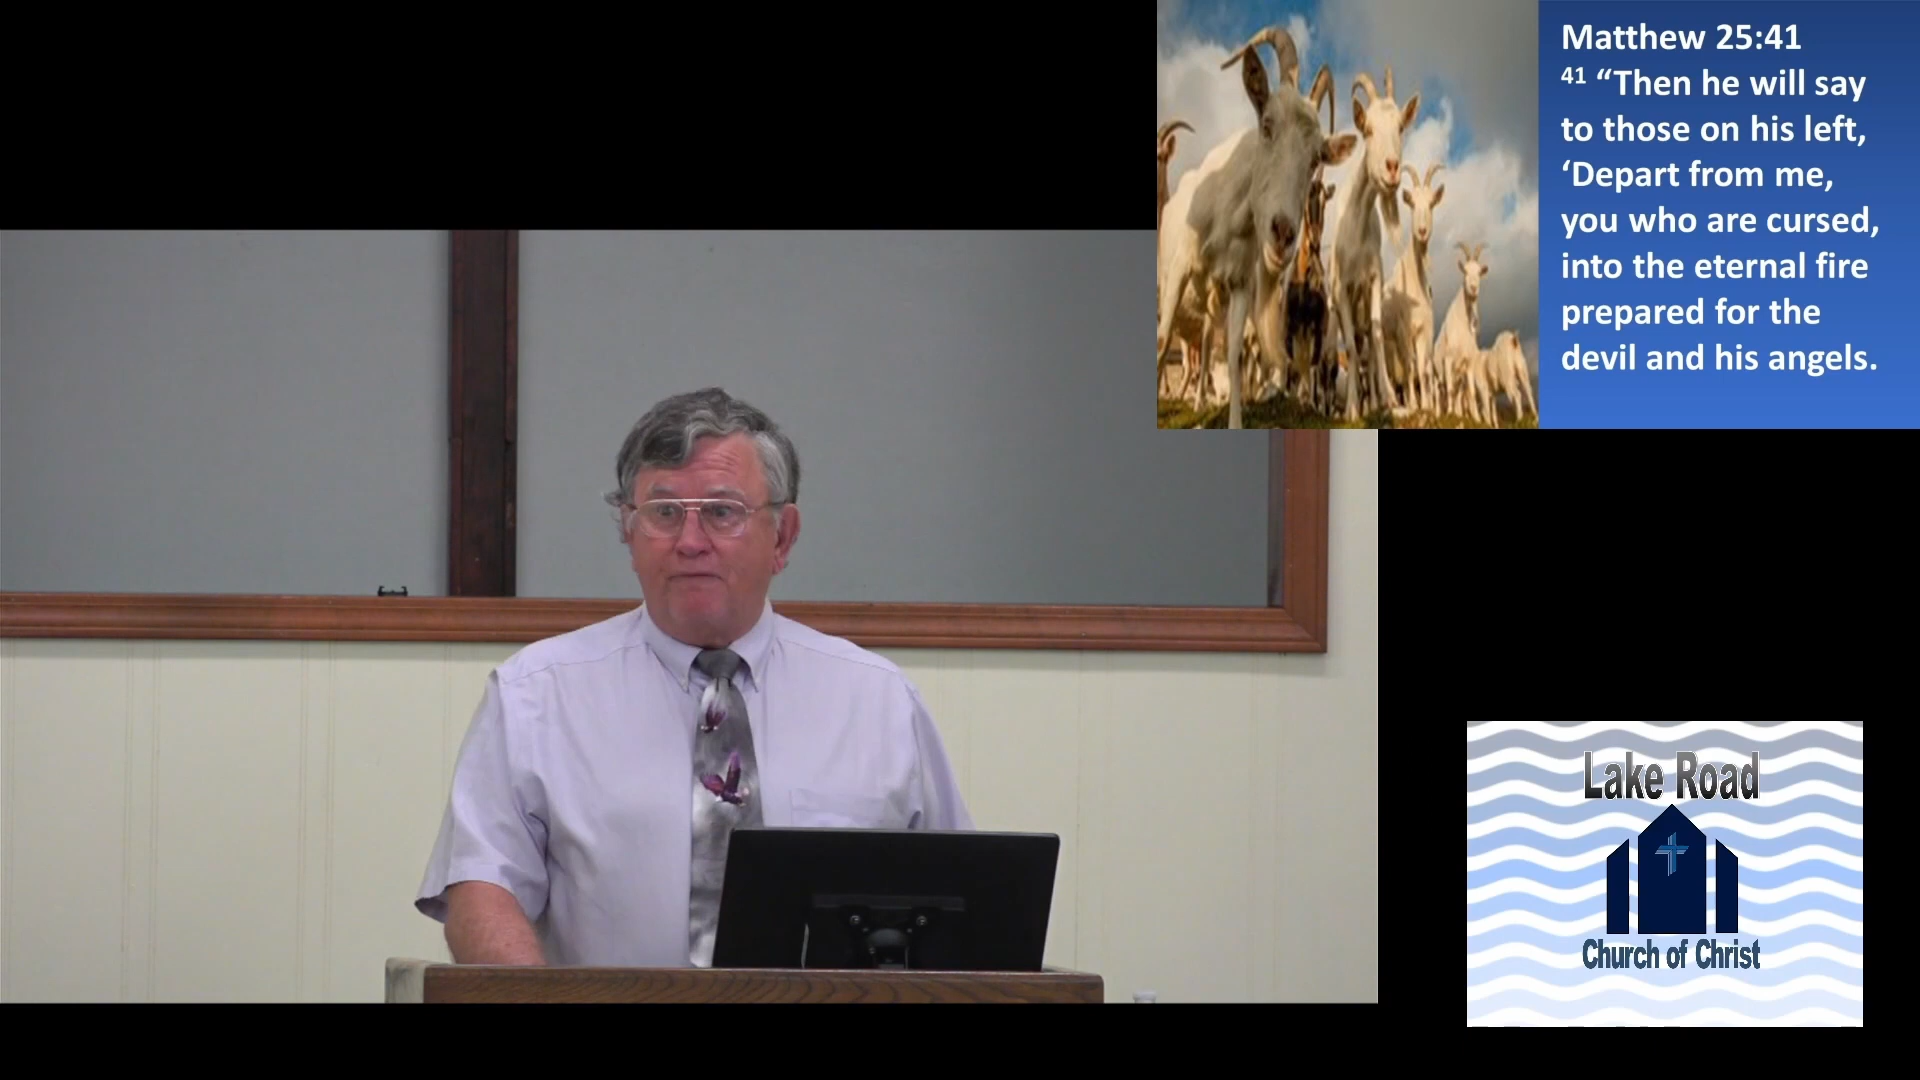 Matthew 25:41
41 “Then he will say
to those on his left,
‘Depart from me,
you who are cursed,
into the eternal fire
prepared for the
devil and his angels.
Lake Road
Church of Christ